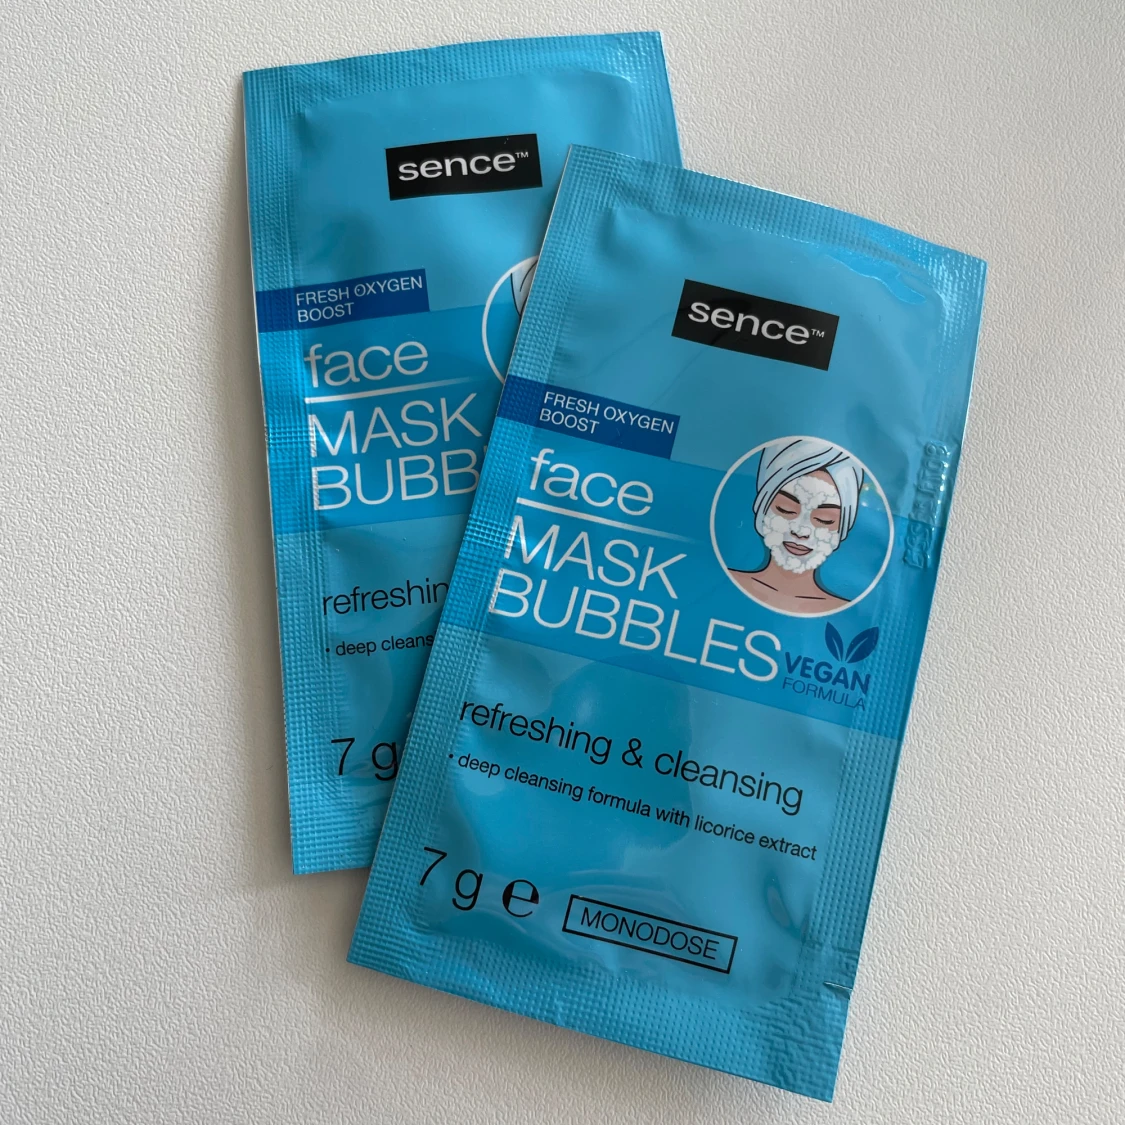 sence™
FRESH OXYGEN
BOOST
face
MASK
BUBB
refreshin
• deep cleans
7 g
sence™
FRESH OXYGEN
BOOST
face
MASK
BUBBLES
VEGAN
FORMULA
refreshing & cleansing
• deep cleansing formula with licorice extract
7 g ℮
MONODOSE